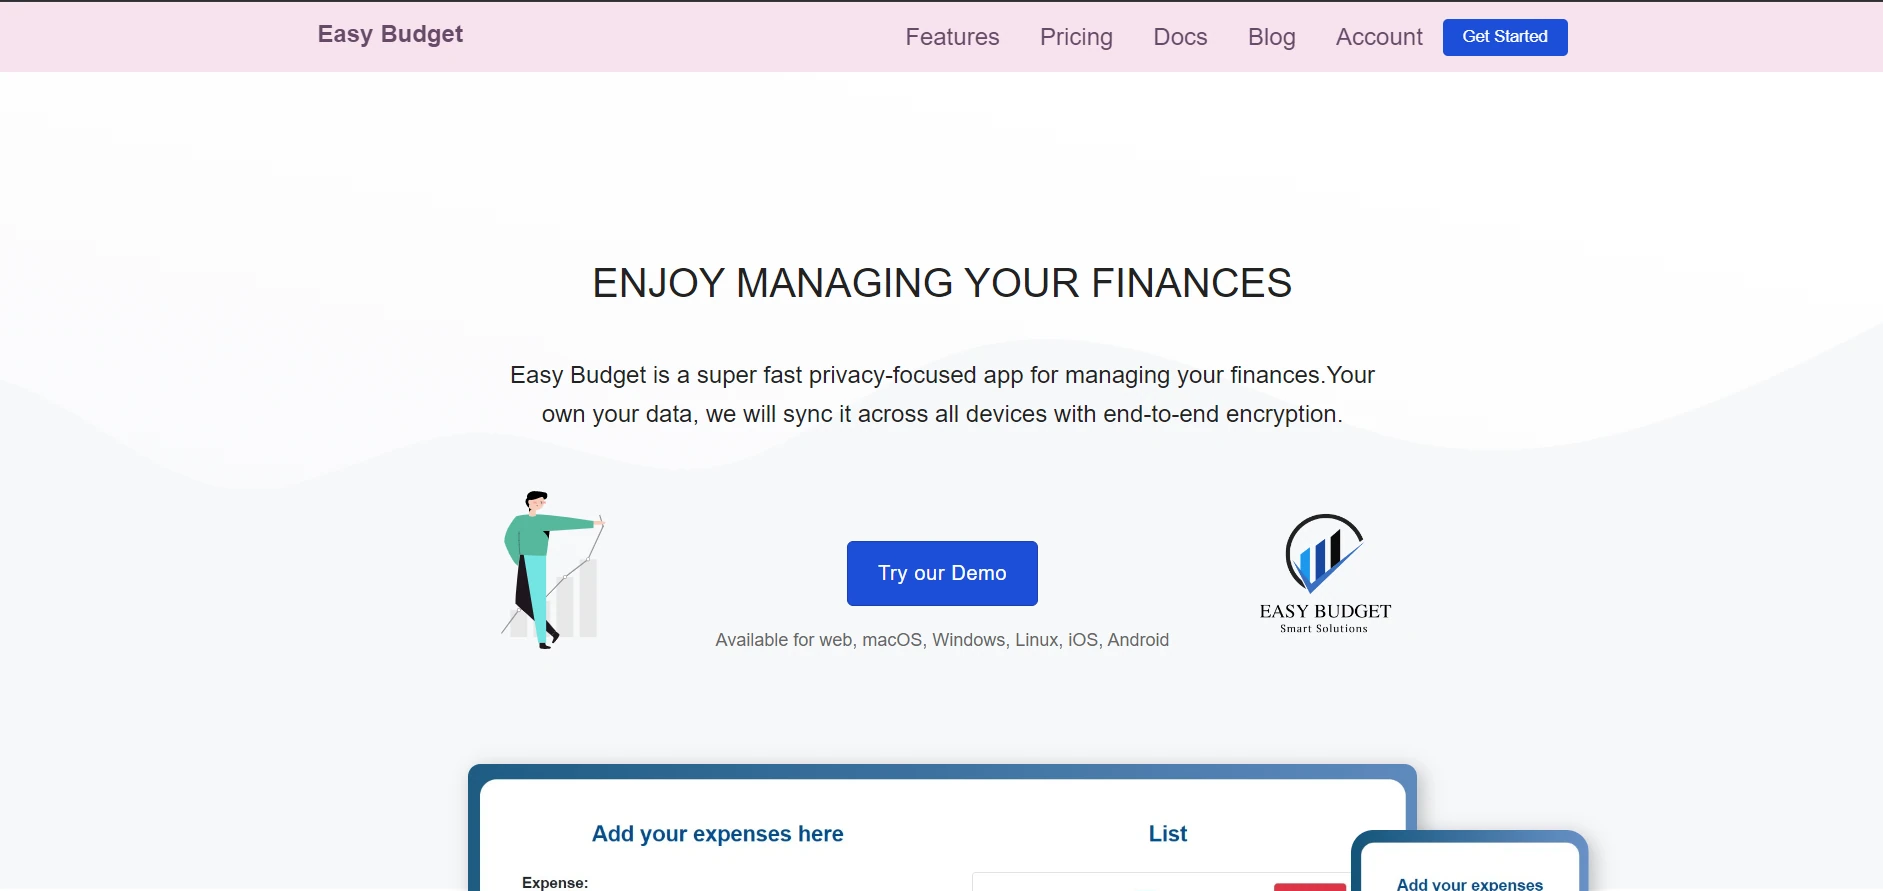 Easy Budget
Features Pricing Docs Blog Account Get Started
ENJOY MANAGING YOUR FINANCES
Easy Budget is a super fast privacy-focused app for managing your finances.Your
own your data, we will sync it across all devices with end-to-end encryption.
Try our Demo
Available for web, macOS, Windows, Linux, iOS, Android
EASY BUDGET
Smart Solutions
Add your expenses here
List
Expense:
Add your expenses